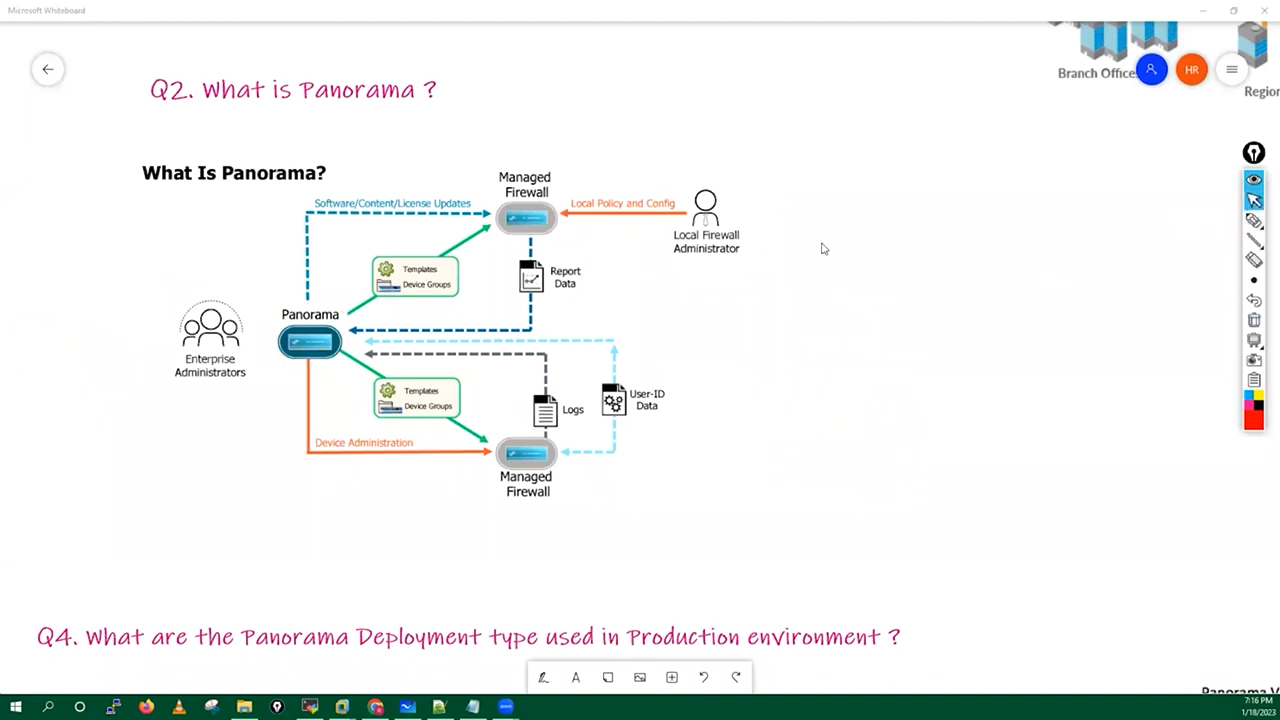 Microsoft Whiteboard
Branch Offices
HR
Region
Q2. What is Panorama ?
What Is Panorama?
Managed
Firewall
Software/Content/License Updates
Local Policy and Config
Local Firewall
Administrator
Templates
Device Groups
Report
Data
Panorama
Enterprise
Administrators
Templates
Device Groups
Logs
User-ID
Data
Device Administration
Managed
Firewall
Q4. What are the Panorama Deployment type used in Production environment ?
A
Panorama V
7:16 PM
1/18/2023